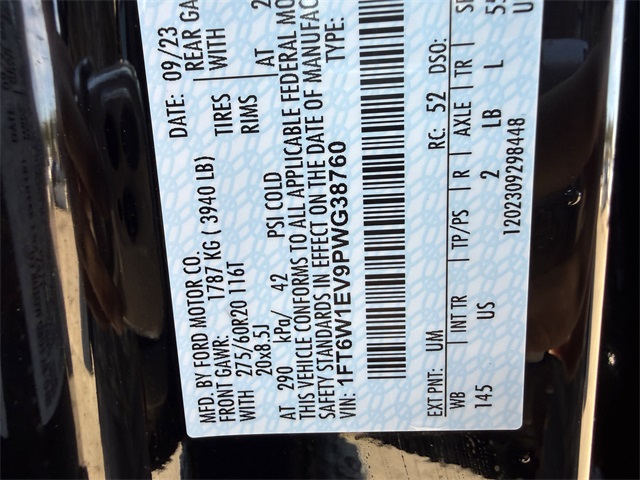 MFD. BY FORD MOTOR CO. DATE: 09/23
FRONT GAWR: 1787 KG ( 3940 LB) REAR GA
WITH TIRES WITH
275/60R20 116T RIMS
20x8.5J
AT 290 kPa/ 42 PSI COLD AT 2
THIS VEHICLE CONFORMS TO ALL APPLICABLE FEDERAL MO
SAFETY STANDARDS IN EFFECT ON THE DATE OF MANUFAC
VIN: 1FT6W1EV9PWG38760 TYPE:
EXT PNT: UM RC: 52 DSO:
WB INT TR TP/PS R AXLE TR
145 US 2 LB L 55
1202309298448